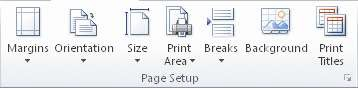 Margins Orientation Size Print Breaks Background Print
Area Titles
Page Setup